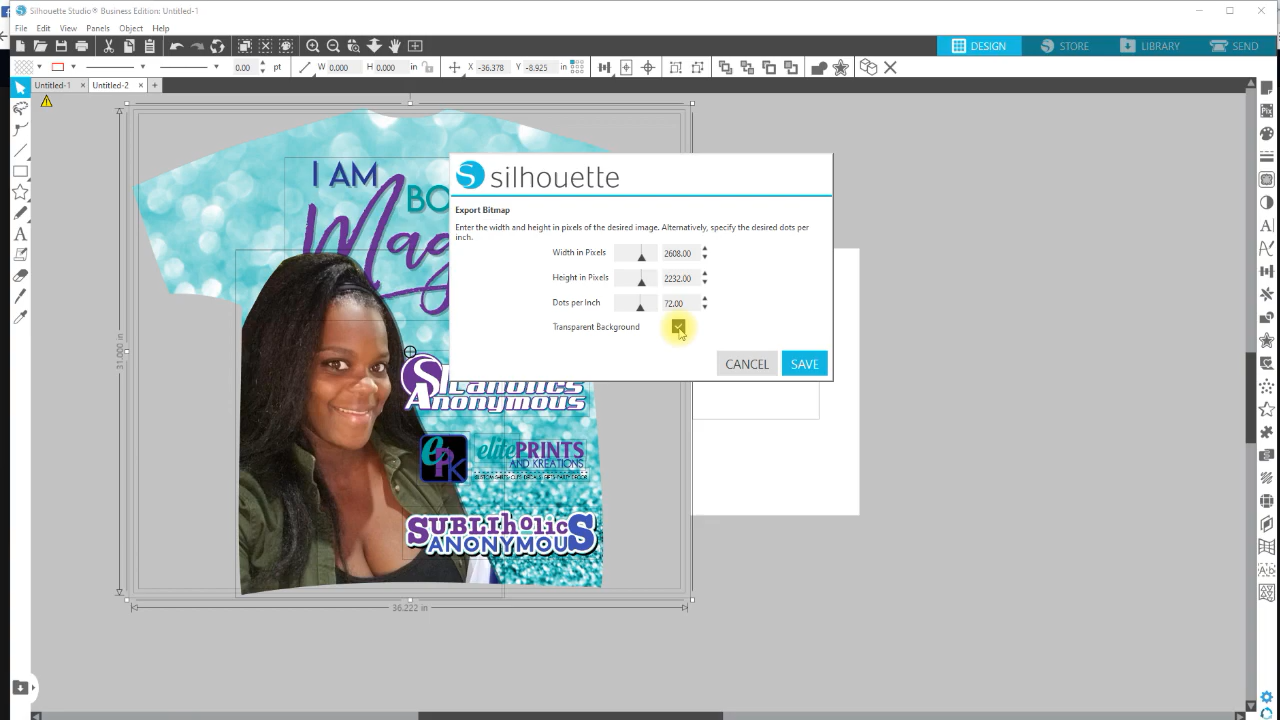 Silhouette Studio® Business Edition: Untitled-1
File Edit View Panels Object Help
DESIGN STORE LIBRARY SEND
0.00 pt W 0.000 H 0.000 in X -36.378 Y -8.925 in
Untitled-1 × Untitled-2 × +
I AM
BO
Mag
silhouette
Export Bitmap
Enter the width and height in pixels of the desired image. Alternatively, specify the desired dots per
inch.
Width in Pixels 2608.00
Height in Pixels 2232.00
Dots per Inch 72.00
Transparent Background
CANCEL SAVE
31.000 in
Anonymous
epk
elitePRINTS
AND KREATIONS
SUBLIholicS
ANONYMOUS
36.222 in